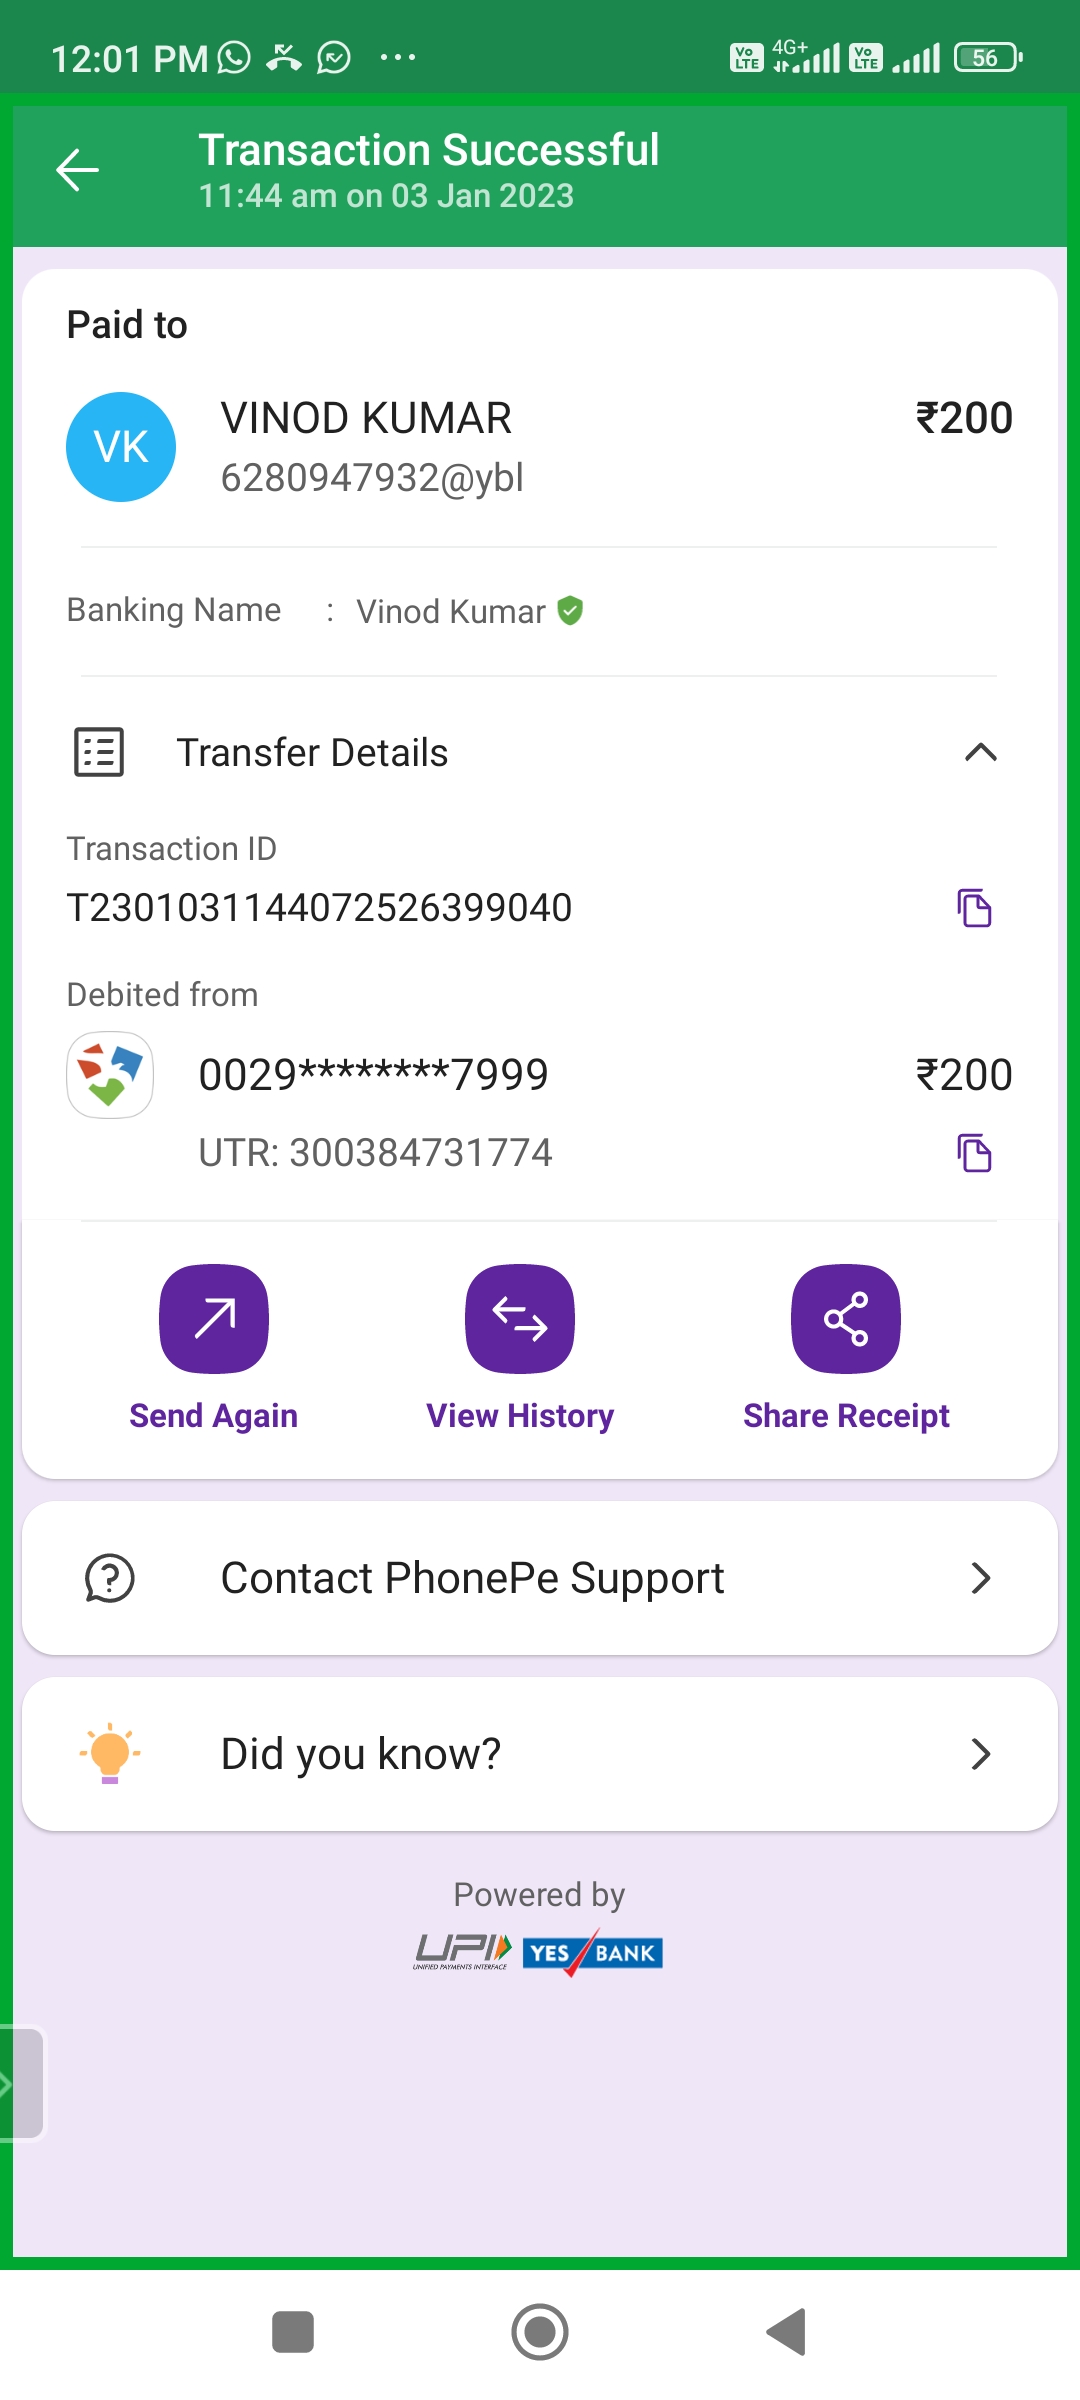 12:01 PM
4G+
Vo LTE
Vo LTE
56
Transaction Successful
11:44 am on 03 Jan 2023
Paid to
VK
VINOD KUMAR
₹200
6280947932@ybl
Banking Name : Vinod Kumar
Transfer Details
Transaction ID
T2301031144072526399040
Debited from
0029********7999
₹200
UTR: 300384731774
Send Again
View History
Share Receipt
Contact PhonePe Support
Did you know?
Powered by
UPI
UNIFIED PAYMENTS INTERFACE
YES BANK